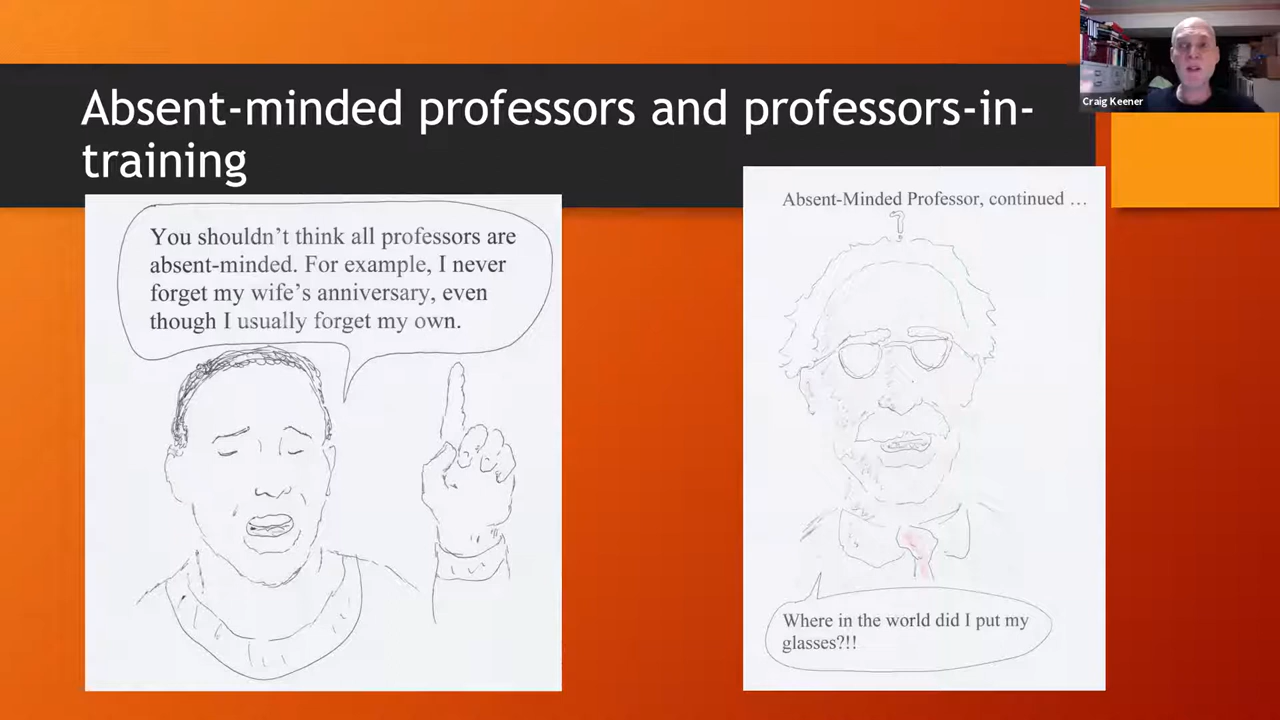 Craig Keener
Absent-minded professors and professors-in-
training
You shouldn't think all professors are
absent-minded. For example, I never
forget my wife's anniversary, even
though I usually forget my own.
Absent-Minded Professor, continued …
?
Where in the world did I put my
glasses?!!